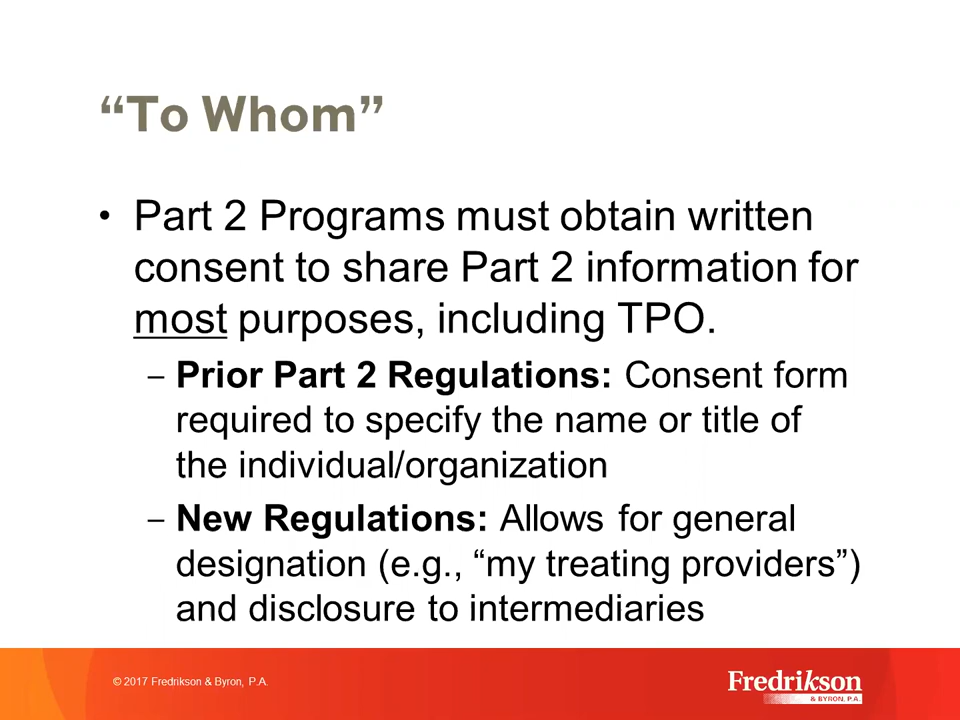 “To Whom”
• Part 2 Programs must obtain written
consent to share Part 2 information for
most purposes, including TPO.
– Prior Part 2 Regulations: Consent form
required to specify the name or title of
the individual/organization
– New Regulations: Allows for general
designation (e.g., “my treating providers”)
and disclosure to intermediaries
© 2017 Fredrikson & Byron, P.A.
Fredrikson
& BYRON, P.A.